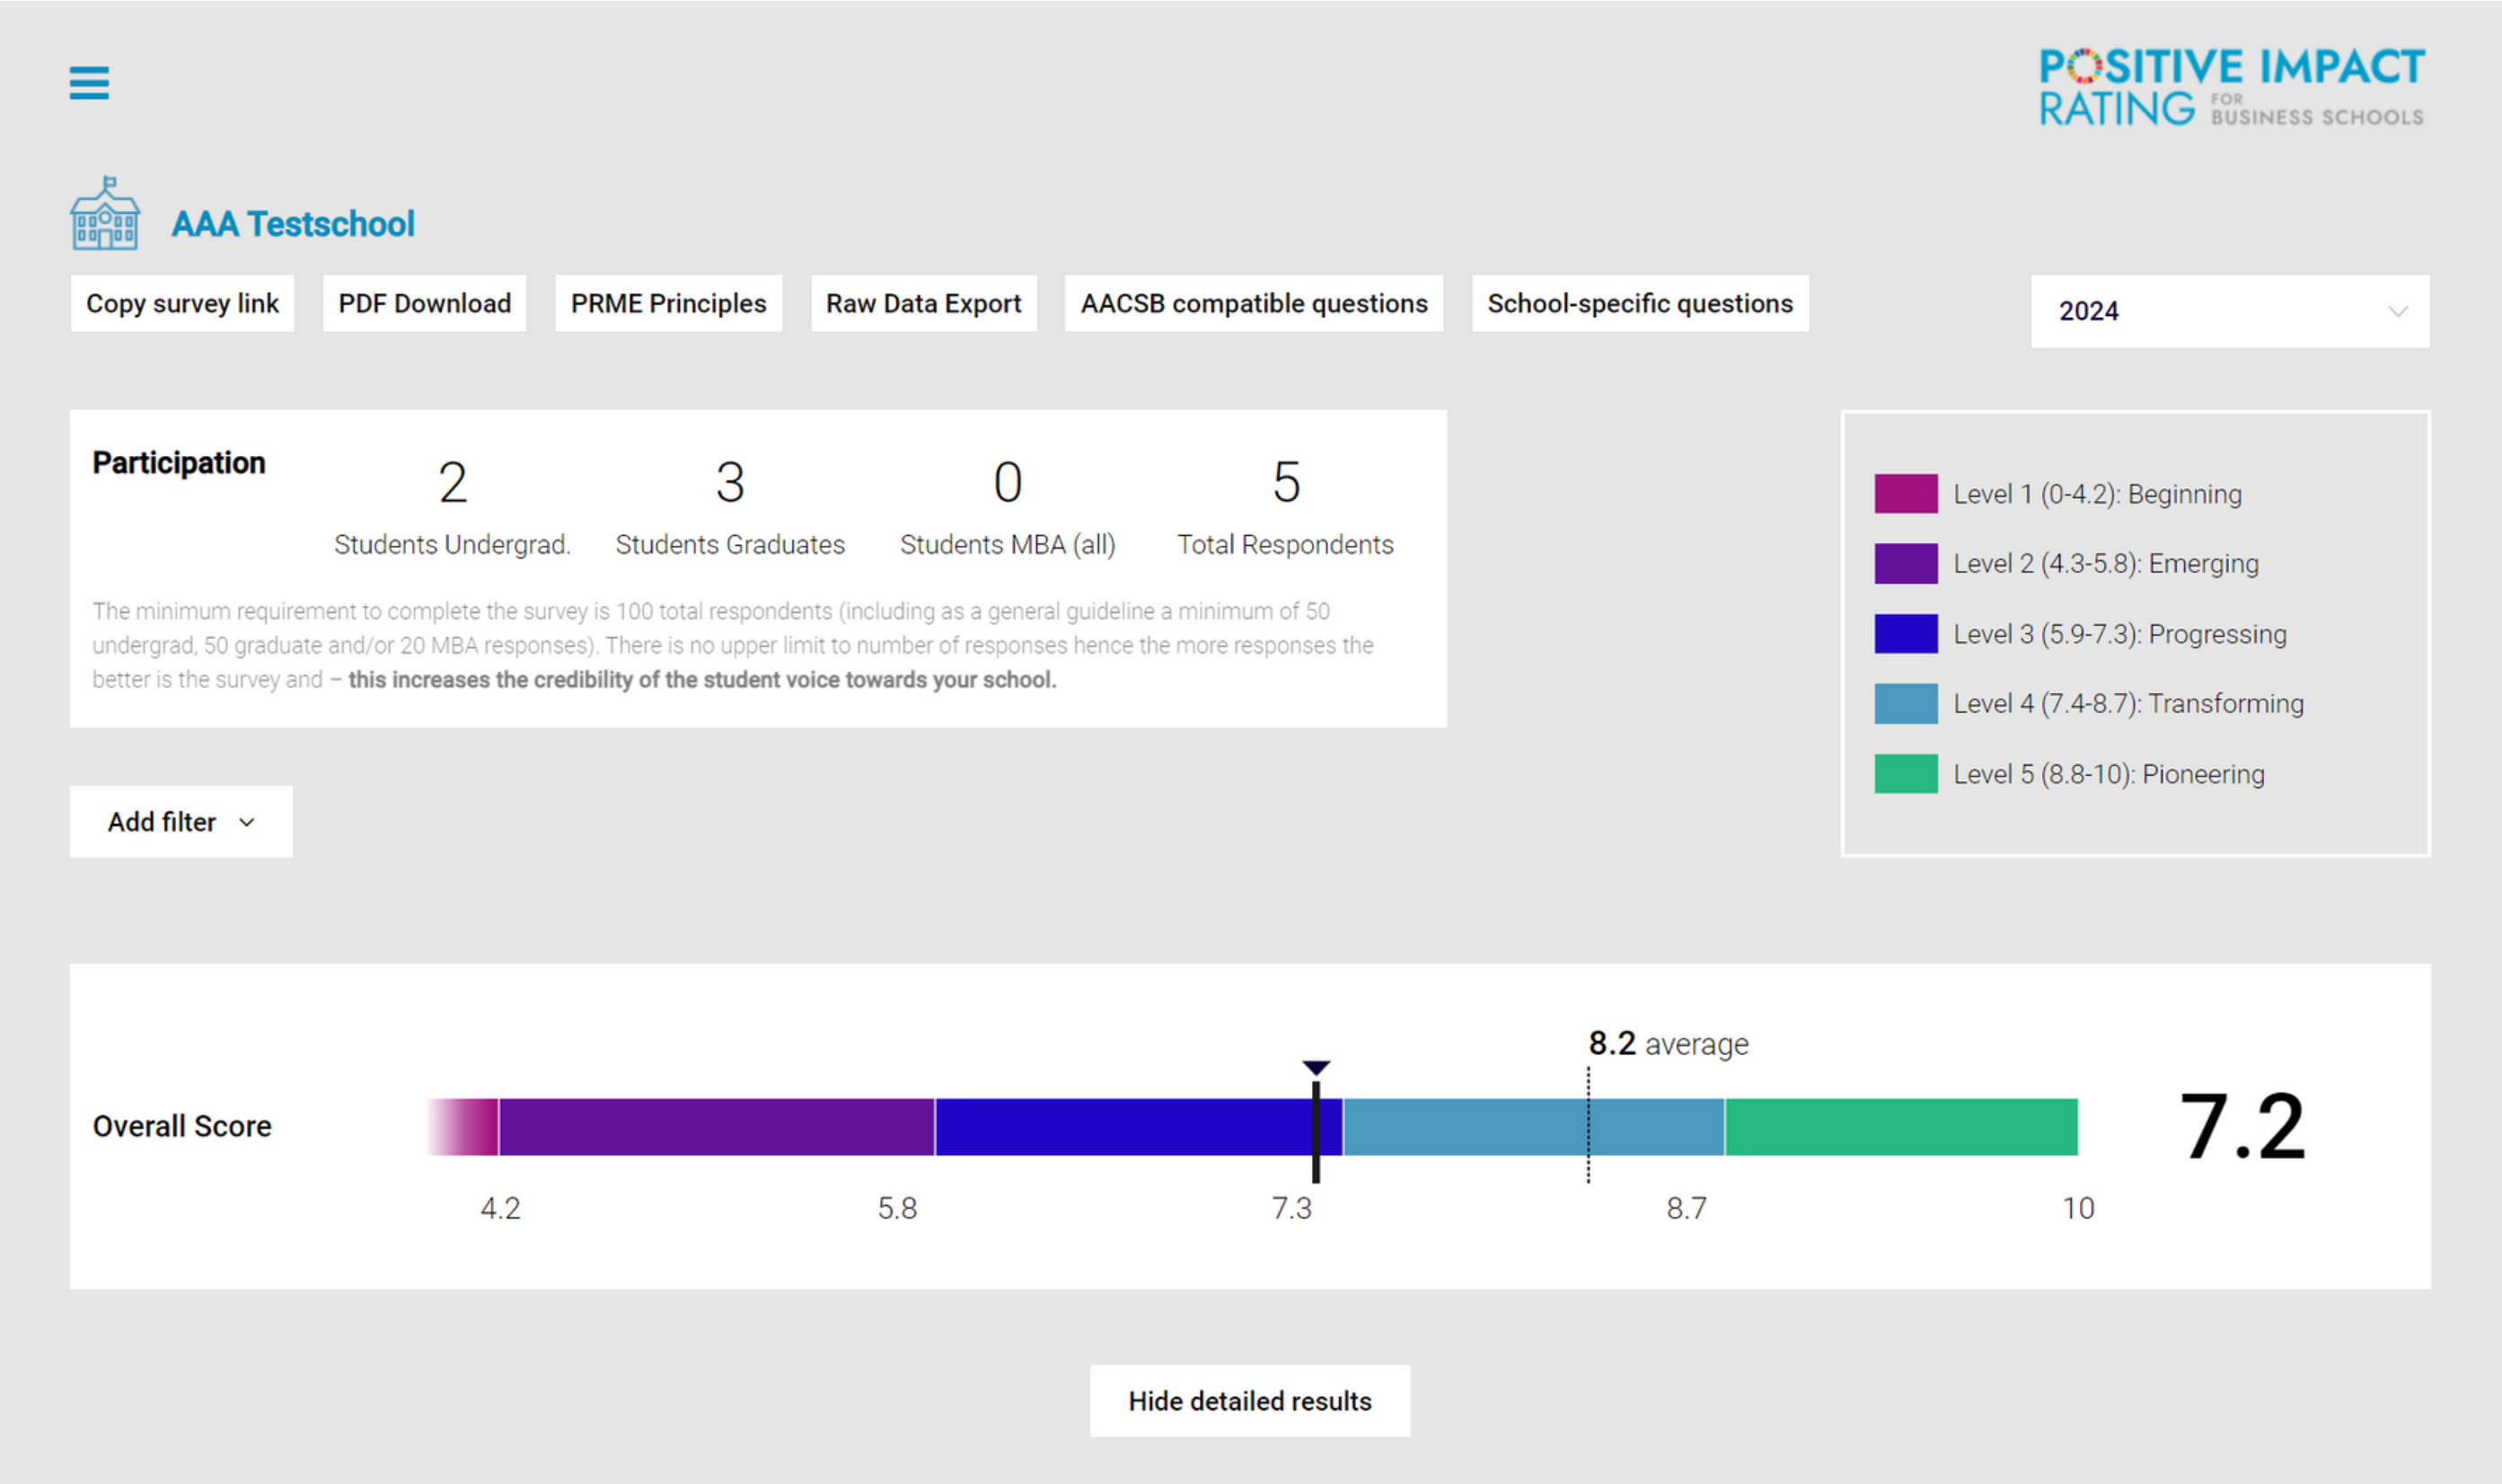 POSITIVE IMPACT
RATING FOR BUSINESS SCHOOLS
AAA Testschool
Copy survey link
PDF Download
PRME Principles
Raw Data Export
AACSB compatible questions
School-specific questions
2024
Participation
2
3
0
5
Students Undergrad.
Students Graduates
Students MBA (all)
Total Respondents
The minimum requirement to complete the survey is 100 total respondents (including as a general guideline a minimum of 50
undergrad, 50 graduate and/or 20 MBA responses). There is no upper limit to number of responses hence the more responses the
better is the survey and – this increases the credibility of the student voice towards your school.
Level 1 (0-4.2): Beginning
Level 2 (4.3-5.8): Emerging
Level 3 (5.9-7.3): Progressing
Level 4 (7.4-8.7): Transforming
Level 5 (8.8-10): Pioneering
Add filter
8.2 average
Overall Score
7.2
4.2
5.8
7.3
8.7
10
Hide detailed results